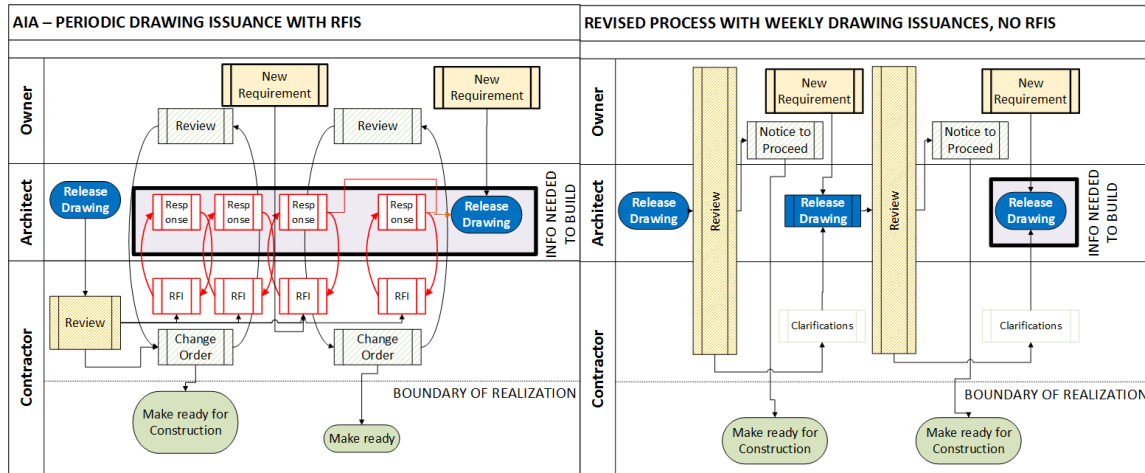 AIA – PERIODIC DRAWING ISSUANCE WITH RFIS
Owner
New
Requirement
New
Requirement
Review
Review
Architect
Release
Drawing
Resp
onse
Resp
onse
Resp
onse
Resp
onse
Release
Drawing
INFO NEEDED
TO BUILD
Contractor
RFI
RFI
RFI
RFI
Review
Change
Order
Change
Order
BOUNDARY OF REALIZATION
Make ready for
Construction
Make ready
REVISED PROCESS WITH WEEKLY DRAWING ISSUANCES, NO RFIS
Owner
New
Requirement
New
Requirement
Notice to
Proceed
Notice to
Proceed
Architect
Release
Drawing
Review
Release
Drawing
Review
Release
Drawing
INFO NEEDED
TO BUILD
Contractor
Clarifications
Clarifications
BOUNDARY OF REALIZATION
Make ready for
Construction
Make ready for
Construction